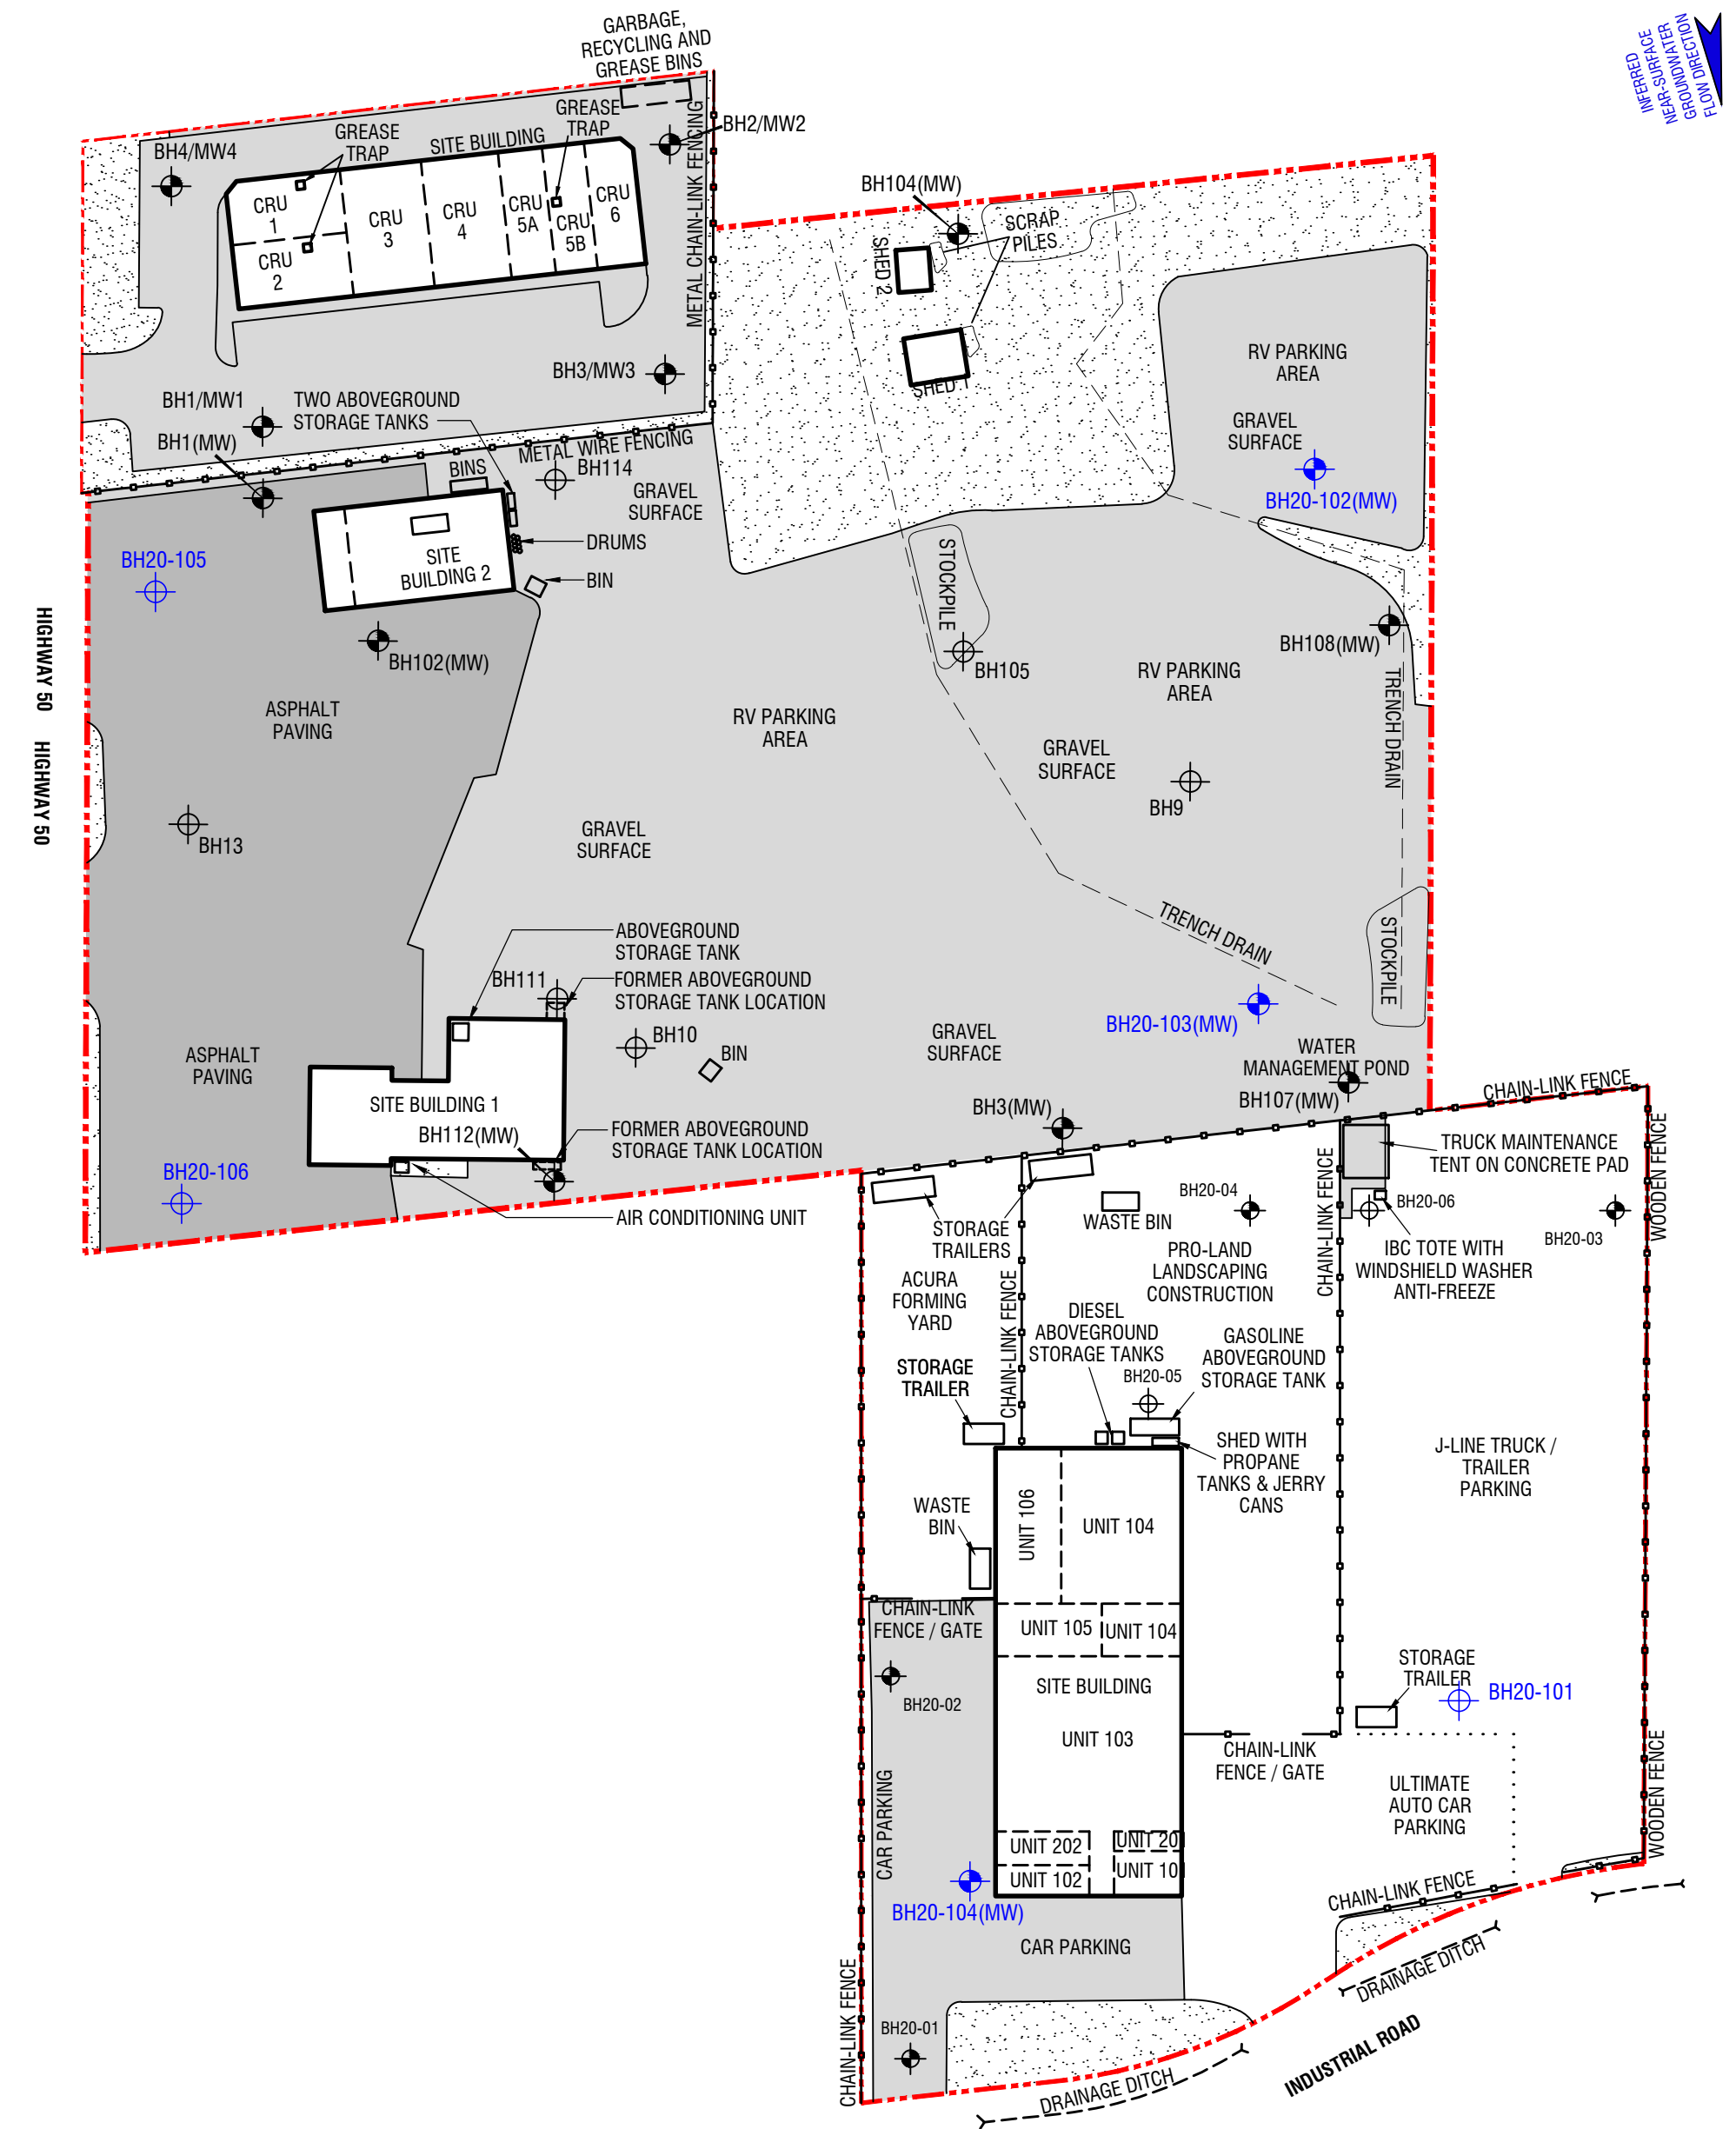 GARBAGE,
RECYCLING AND
GREASE BINS
INFERRED
NEAR-SURFACE
GROUNDWATER
FLOW DIRECTION
BH4/MW4
GREASE
TRAP
SITE BUILDING
GREASE
TRAP
BH2/MW2
METAL CHAIN-LINK FENCING
CRU
1
CRU
2
CRU
3
CRU
4
CRU
5A
CRU
5B
CRU
6
BH104(MW)
SCRAP
PILES
SHED 2
SHED 1
RV PARKING
AREA
GRAVEL
SURFACE
BH20-102(MW)
BH3/MW3
BH1/MW1
TWO ABOVEGROUND
STORAGE TANKS
BH1(MW)
METAL WIRE FENCING
BINS
BH114
GRAVEL
SURFACE
DRUMS
SITE
BUILDING 2
BIN
BH20-105
STOCKPILE
BH102(MW)
BH105
BH108(MW)
HIGHWAY 50
HIGHWAY 50
ASPHALT
PAVING
RV PARKING
AREA
RV PARKING
AREA
TRENCH DRAIN
GRAVEL
SURFACE
BH9
BH13
GRAVEL
SURFACE
ABOVEGROUND
STORAGE TANK
TRENCH DRAIN
STOCKPILE
BH111
FORMER ABOVEGROUND
STORAGE TANK LOCATION
BH20-103(MW)
BH10
BIN
GRAVEL
SURFACE
WATER
MANAGEMENT POND
ASPHALT
PAVING
SITE BUILDING 1
BH112(MW)
FORMER ABOVEGROUND
STORAGE TANK LOCATION
BH3(MW)
BH107(MW)
CHAIN-LINK FENCE
BH20-106
AIR CONDITIONING UNIT
TRUCK MAINTENANCE
TENT ON CONCRETE PAD
WOODEN FENCE
STORAGE
TRAILERS
WASTE BIN
BH20-04
CHAIN-LINK FENCE
BH20-06
BH20-03
IBC TOTE WITH
WINDSHIELD WASHER
ANTI-FREEZE
ACURA
FORMING
YARD
CHAIN-LINK FENCE
PRO-LAND
LANDSCAPING
CONSTRUCTION
DIESEL
ABOVEGROUND
STORAGE TANKS
GASOLINE
ABOVEGROUND
STORAGE TANK
BH20-05
STORAGE
TRAILER
SHED WITH
PROPANE
TANKS & JERRY
CANS
J-LINE TRUCK /
TRAILER
PARKING
WASTE
BIN
UNIT 106
UNIT 104
CHAIN-LINK
FENCE / GATE
UNIT 105
UNIT 104
BH20-02
SITE BUILDING
UNIT 103
STORAGE
TRAILER
BH20-101
CHAIN-LINK
FENCE / GATE
ULTIMATE
AUTO CAR
PARKING
WOODEN FENCE
CAR PARKING
UNIT 202
UNIT 201
UNIT 102
UNIT 101
BH20-104(MW)
CAR PARKING
CHAIN-LINK FENCE
DRAINAGE DITCH
CHAIN-LINK FENCE
BH20-01
DRAINAGE DITCH
INDUSTRIAL ROAD